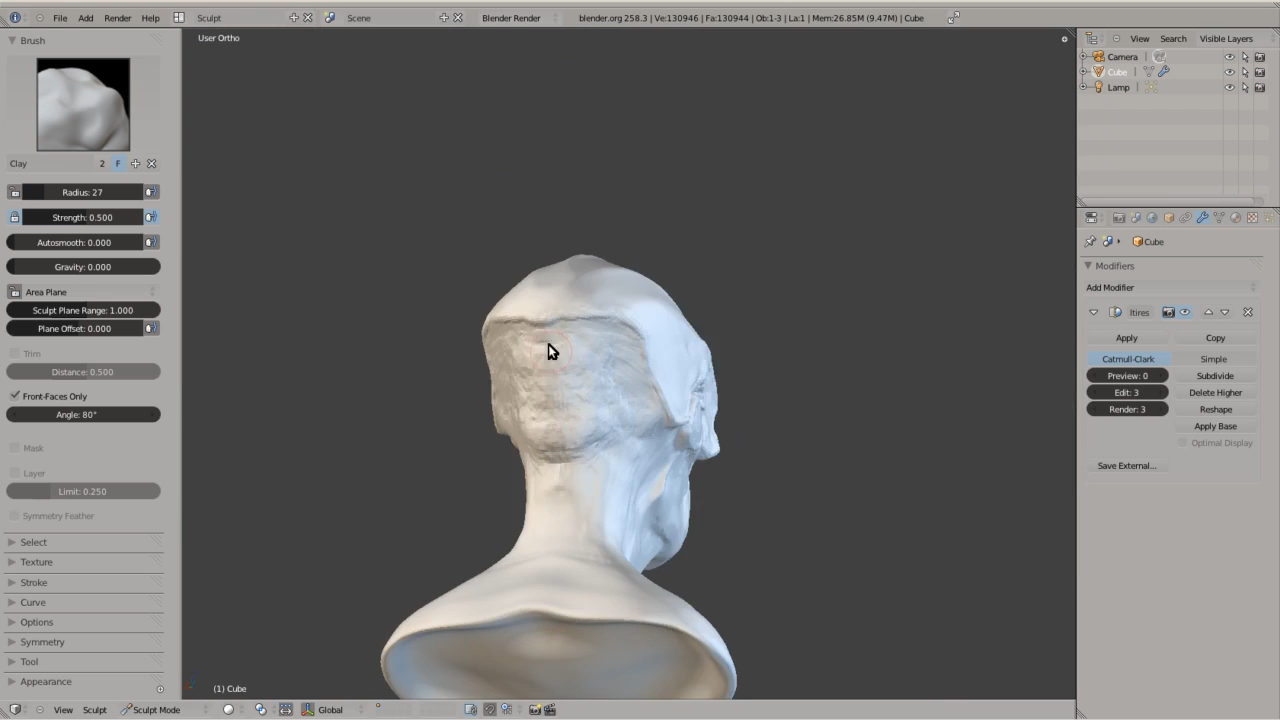 File Add Render Help Sculpt Scene Blender Render blender.org 258.3 | Ve:130946 | Fa:130944 | Ob:1-3 | La:1 | Mem:26.85M (9.47M) | Cube
Brush
User Ortho
View Search Visible Layers
Camera
Cube
Lamp
Clay 2 F
Radius: 27
Strength: 0.500
Autosmooth: 0.000
Gravity: 0.000
Area Plane
Sculpt Plane Range: 1.000
Plane Offset: 0.000
Trim
Distance: 0.500
Front-Faces Only
Angle: 80°
Mask
Layer
Limit: 0.250
Symmetry Feather
Select
Texture
Stroke
Curve
Options
Symmetry
Tool
Appearance
Cube
Modifiers
Add Modifier
ltires
Apply Copy
Catmull-Clark Simple
Preview: 0 Subdivide
Edit: 3 Delete Higher
Render: 3 Reshape
Apply Base
Optimal Display
Save External...
(1) Cube
View Sculpt Sculpt Mode Global